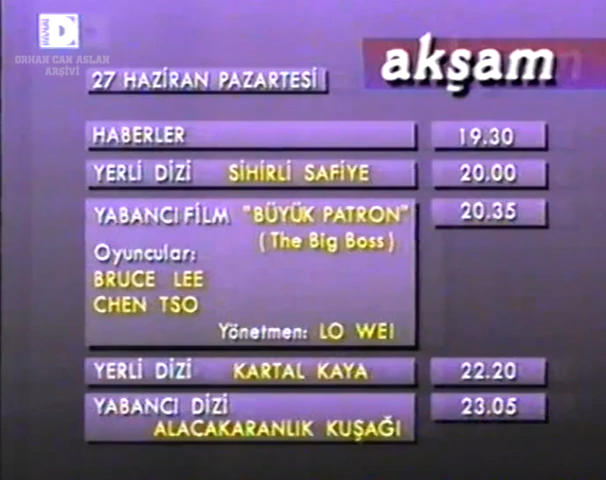 KANAL
D
ORHAN CAN ASLAN
ARŞİVİ
akşam
27 HAZİRAN PAZARTESİ
HABERLER 19.30
YERLİ DİZİ SİHİRLİ SAFİYE 20.00
YABANCI FİLM "BÜYÜK PATRON" 20.35
(The Big Boss)
Oyuncular:
BRUCE LEE
CHEN TSO
Yönetmen: LO WEI
YERLİ DİZİ KARTAL KAYA 22.20
YABANCI DİZİ 23.05
ALACAKARANLIK KUŞAĞI